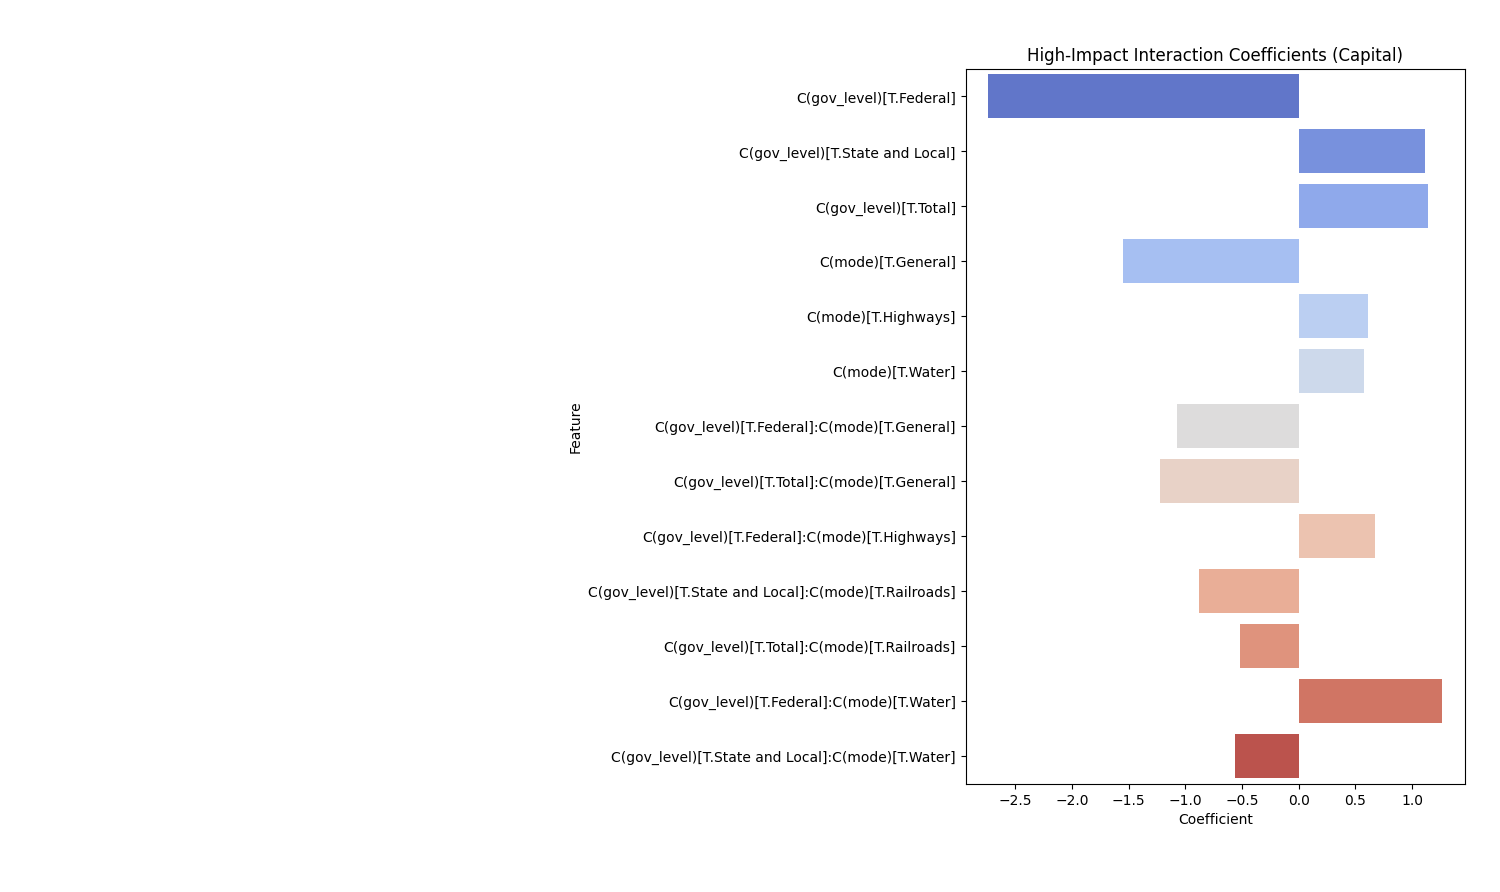 High-Impact Interaction Coefficients (Capital)
C(gov_level)[T.Federal]
C(gov_level)[T.State and Local]
C(gov_level)[T.Total]
C(mode)[T.General]
C(mode)[T.Highways]
C(mode)[T.Water]
C(gov_level)[T.Federal]:C(mode)[T.General]
C(gov_level)[T.Total]:C(mode)[T.General]
C(gov_level)[T.Federal]:C(mode)[T.Highways]
C(gov_level)[T.State and Local]:C(mode)[T.Railroads]
C(gov_level)[T.Total]:C(mode)[T.Railroads]
C(gov_level)[T.Federal]:C(mode)[T.Water]
C(gov_level)[T.State and Local]:C(mode)[T.Water]
Feature
−2.5 −2.0 −1.5 −1.0 −0.5 0.0 0.5 1.0
Coefficient